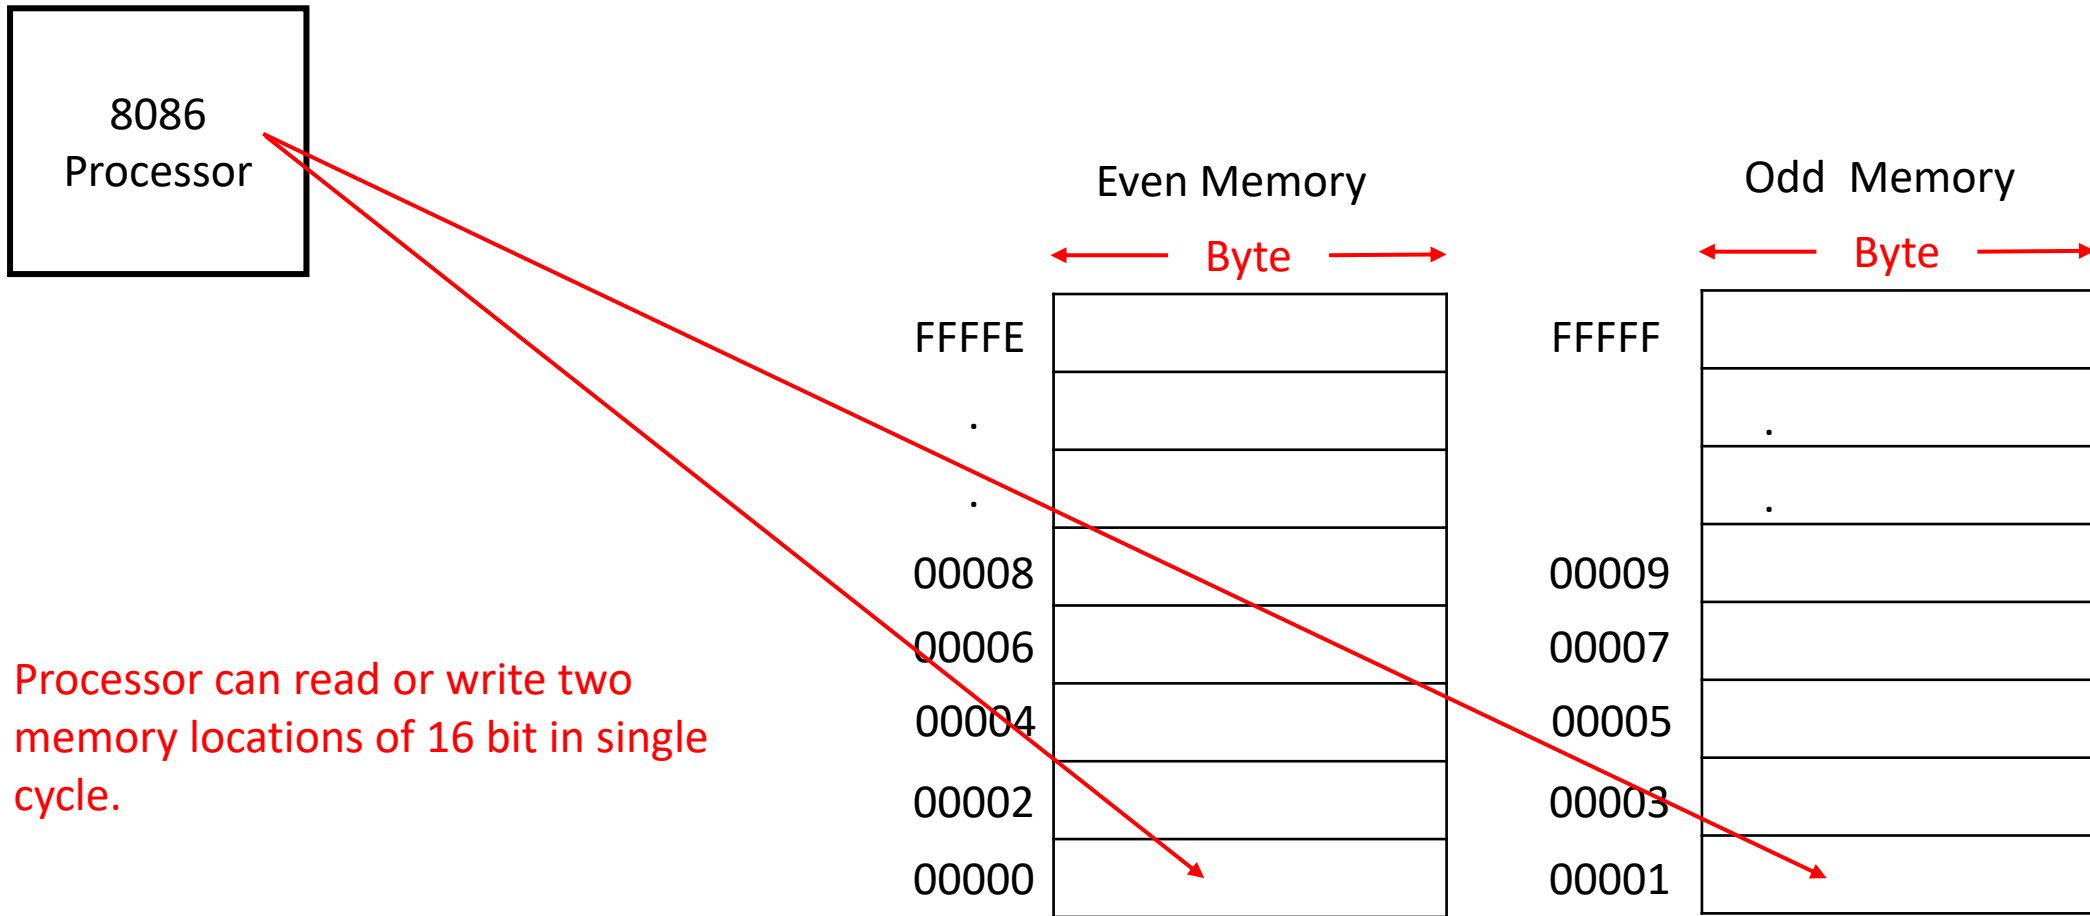 8086
Processor
Even Memory
Odd  Memory
Byte
Byte
FFFFE
FFFFF
.
.
.
.
00008
00009
00006
00007
00004
00005
00002
00003
00000
00001
Processor can read or write two
memory locations of 16 bit in single
cycle.